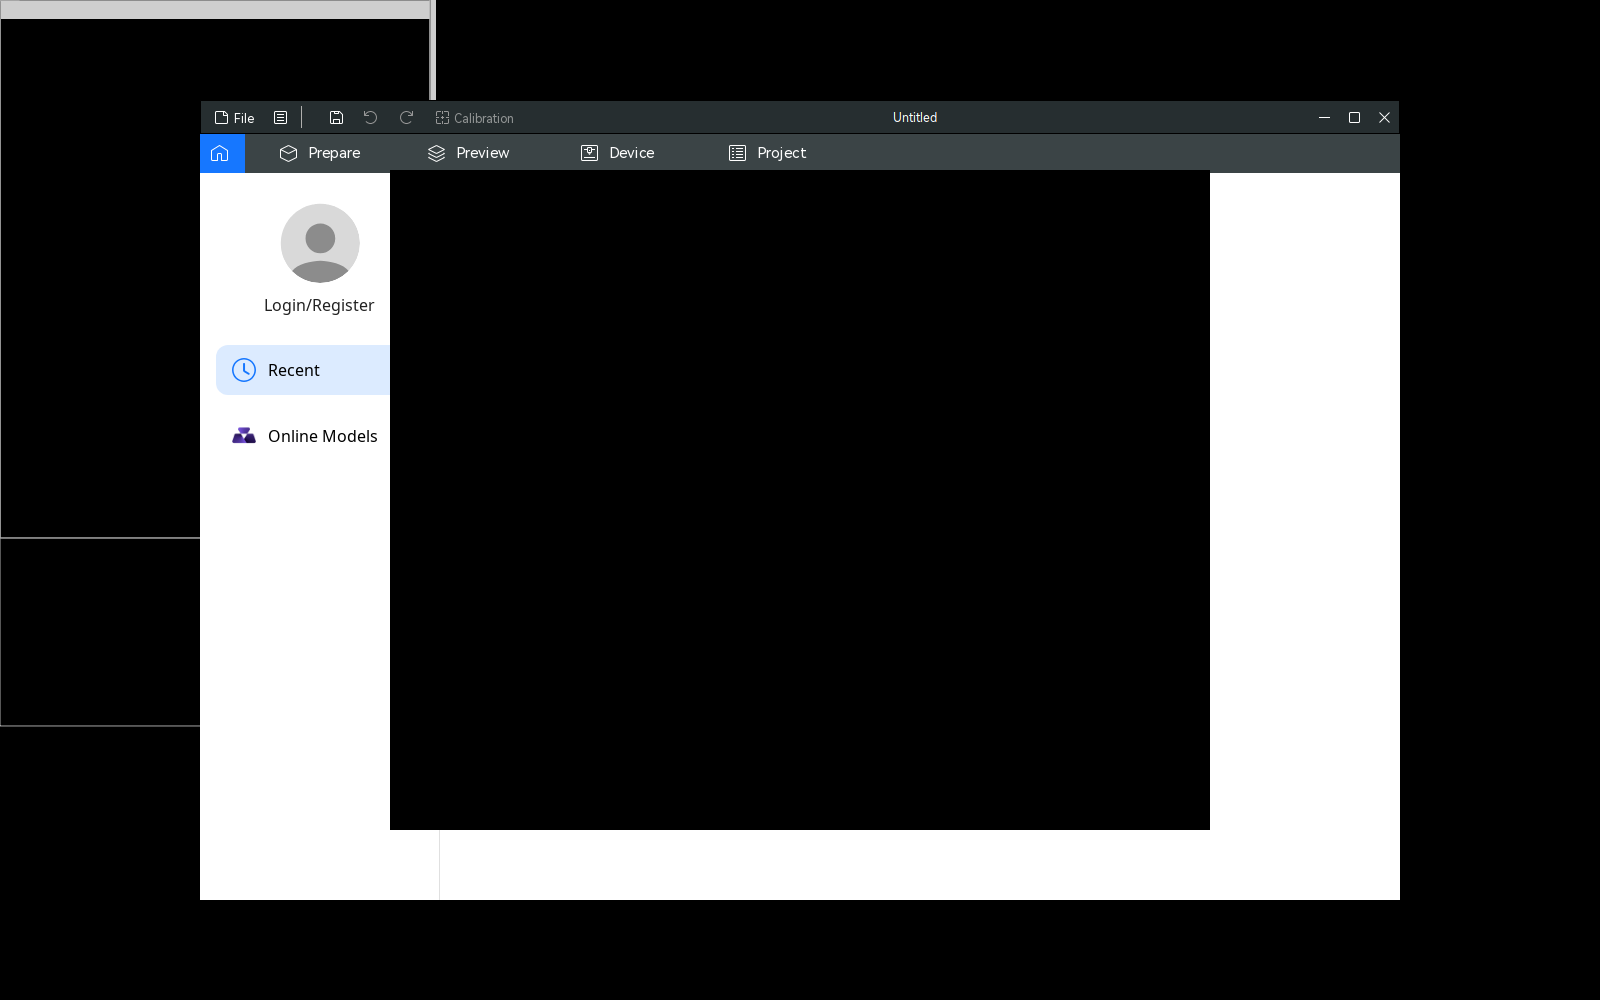 File Calibration Untitled
Prepare Preview Device Project
Login/Register
Recent
Online Models